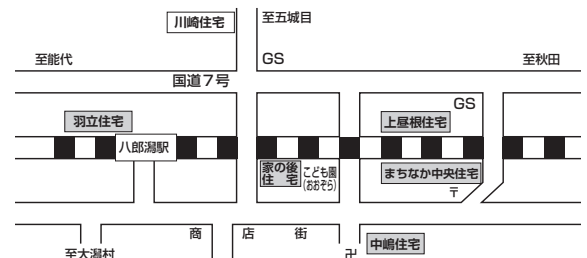 川崎住宅
至五城目
至能代
GS
至秋田
国道7号
GS
羽立住宅
上昼根住宅
八郎潟駅
家の後
住宅
こども園
(おおぞら)
まちなか中央住宅
〒
商店街
中嶋住宅
至大潟村
卍